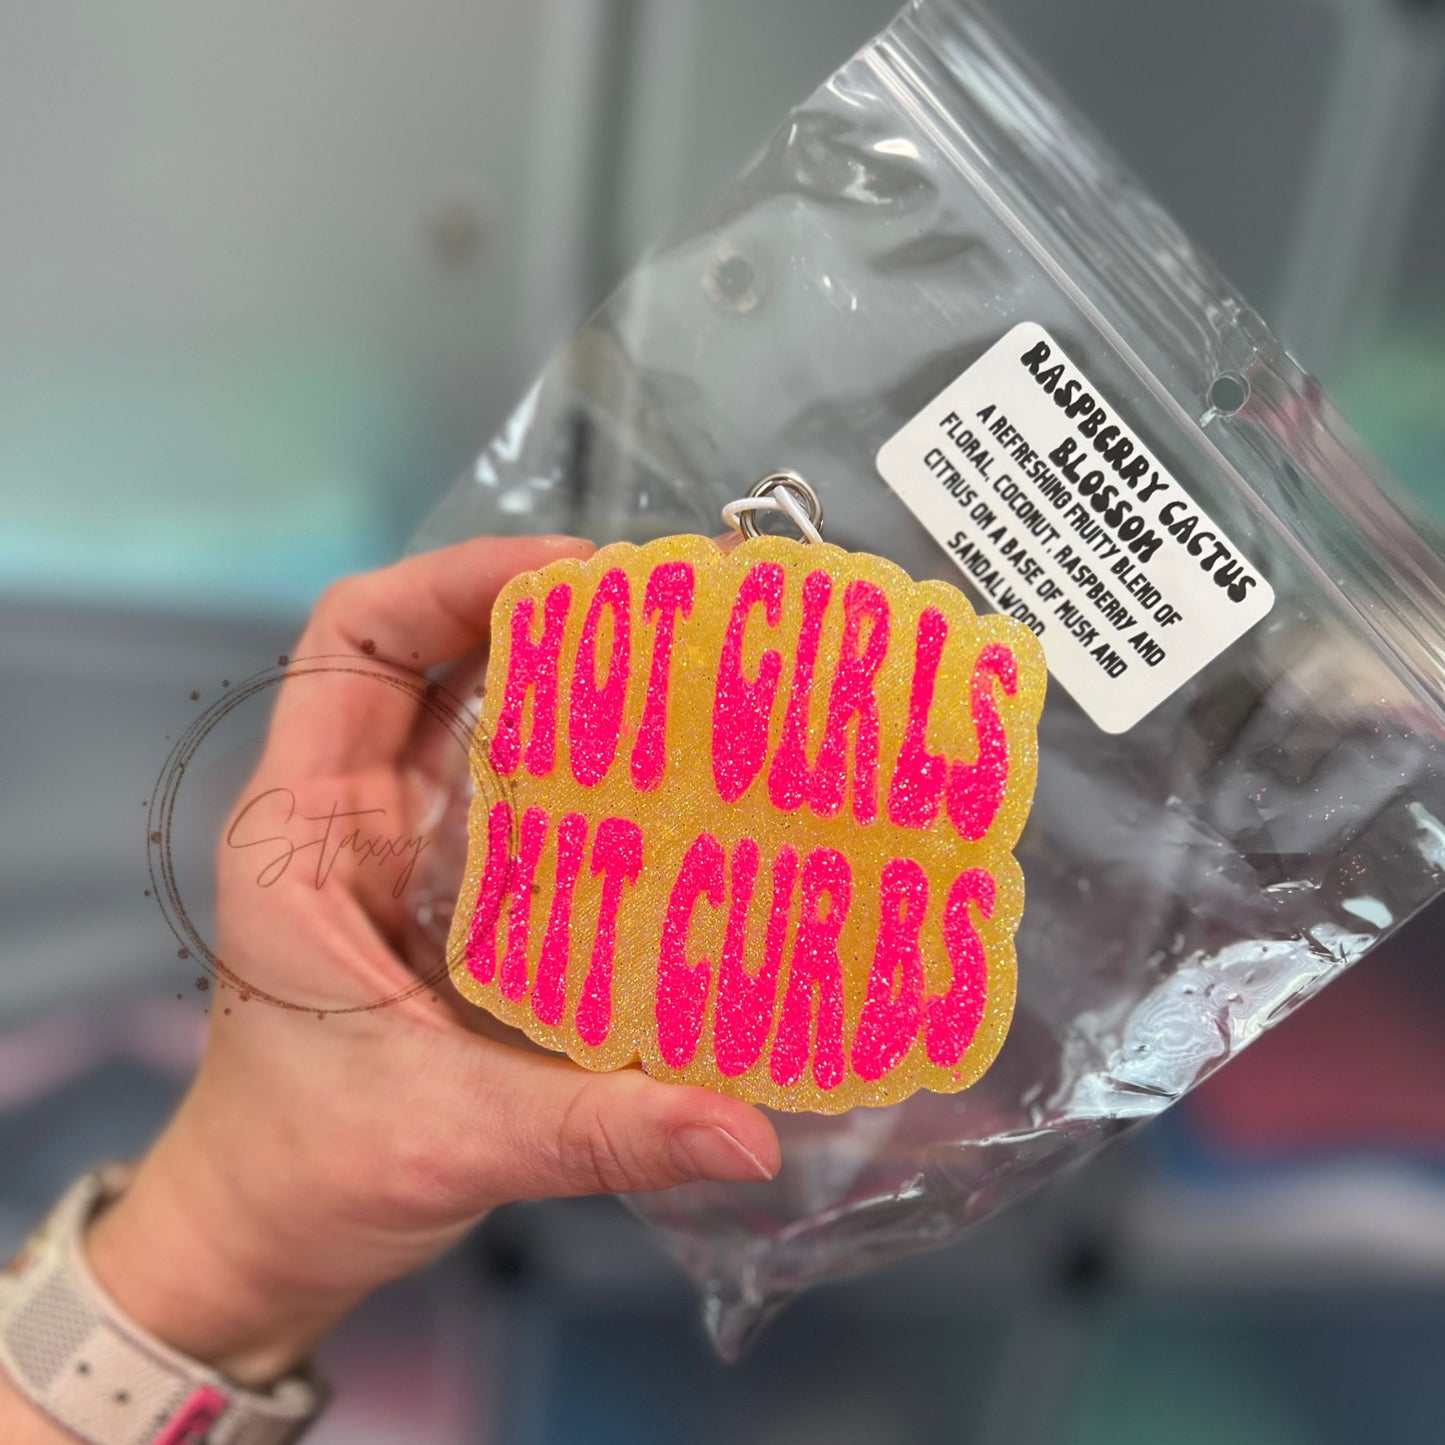 RASPBERRY CACTUS
BLOSSOM
A REFRESHING FRUITY BLEND OF
FLORAL, COCONUT, RASPBERRY AND
CITRUS ON A BASE OF MUSK AND
SANDALWOOD
HOT GIRLS
HIT CURBS
Staxxy